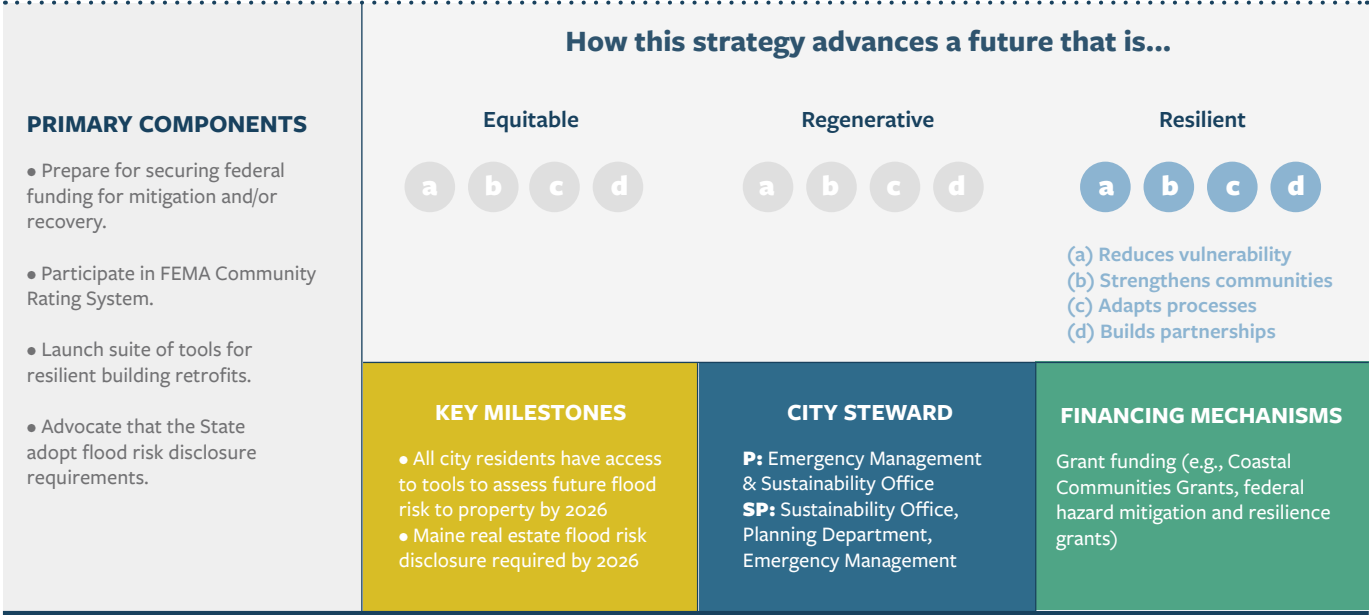 How this strategy advances a future that is...
PRIMARY COMPONENTS
• Prepare for securing federal
funding for mitigation and/or
recovery.
• Participate in FEMA Community
Rating System.
• Launch suite of tools for
resilient building retrofits.
• Advocate that the State
adopt flood risk disclosure
requirements.
Equitable
a b c d
Regenerative
a b c d
Resilient
a b c d
(a) Reduces vulnerability
(b) Strengthens communities
(c) Adapts processes
(d) Builds partnerships
KEY MILESTONES
• All city residents have access
to tools to assess future flood
risk to property by 2026
• Maine real estate flood risk
disclosure required by 2026
CITY STEWARD
P: Emergency Management
& Sustainability Office
SP: Sustainability Office,
Planning Department,
Emergency Management
FINANCING MECHANISMS
Grant funding (e.g., Coastal
Communities Grants, federal
hazard mitigation and resilience
grants)